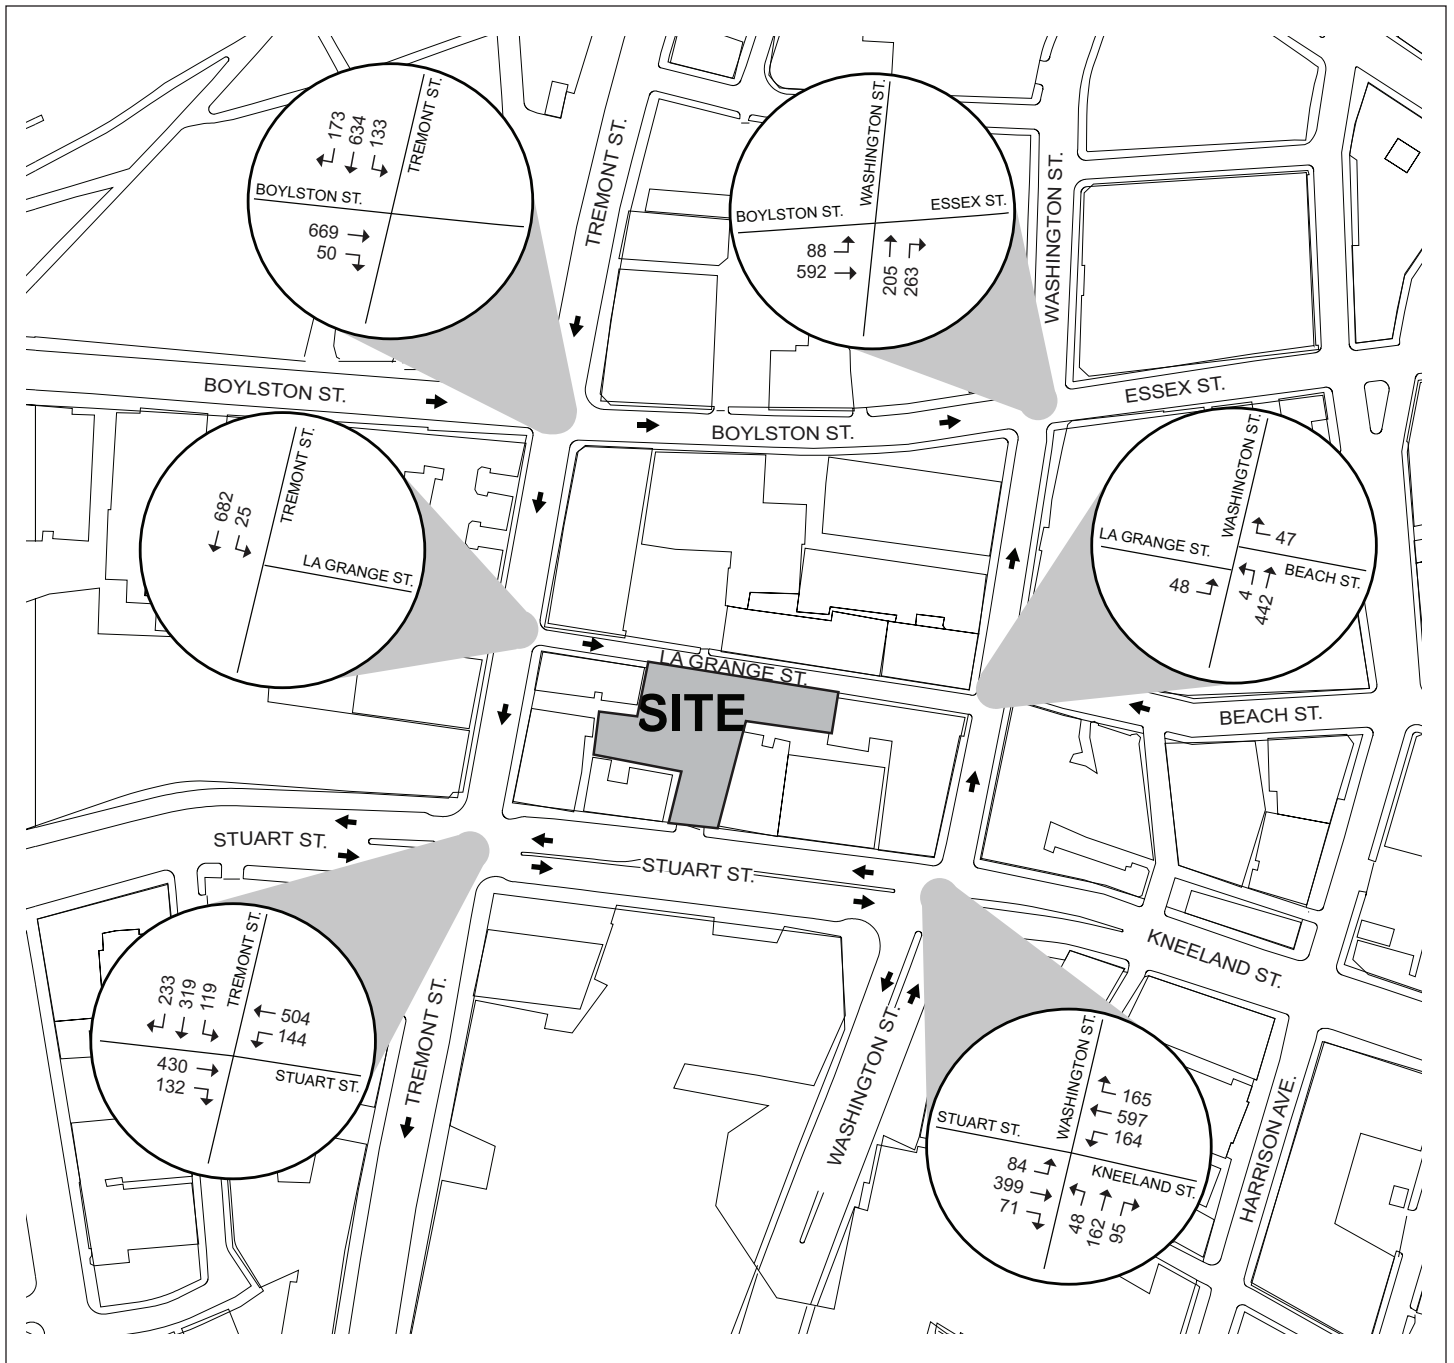 173
634
133
TREMONT ST.
BOYLSTON ST.
669
50
WASHINGTON ST.
BOYLSTON ST.
ESSEX ST.
88
592
205
263
TREMONT ST.
WASHINGTON ST.
BOYLSTON ST.
ESSEX ST.
BOYLSTON ST.
682
25
TREMONT ST.
LA GRANGE ST.
WASHINGTON ST.
47
LA GRANGE ST.
BEACH ST.
48
4
442
LA GRANGE ST.
SITE
BEACH ST.
STUART ST.
STUART ST.
KNEELAND ST.
233
319
119
TREMONT ST.
504
144
430
132
STUART ST.
TREMONT ST.
WASHINGTON ST.
WASHINGTON ST.
165
597
164
STUART ST.
84
399
71
KNEELAND ST.
48
162
95
HARRISON AVE.